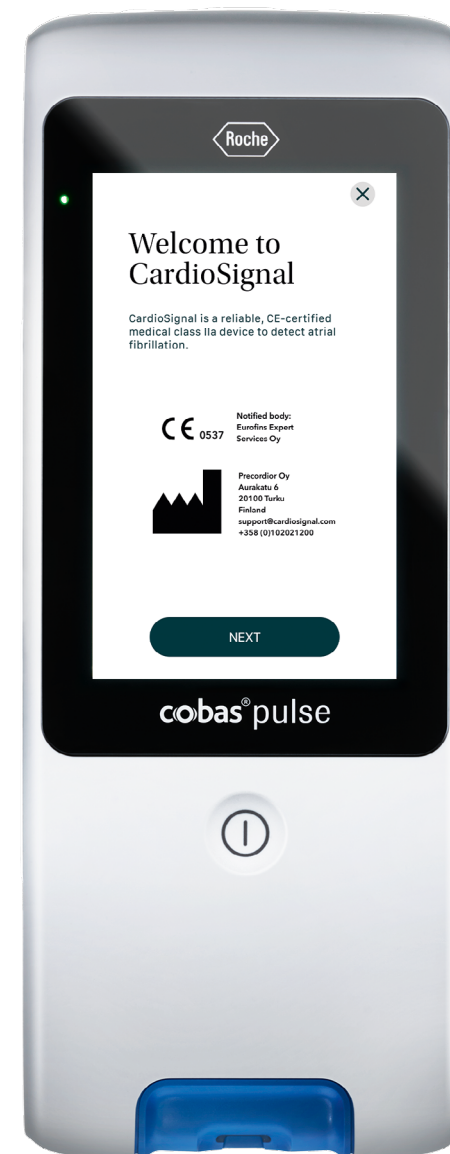 Roche
Welcome to
CardioSignal
CardioSignal is a reliable, CE-certified
medical class IIa device to detect atrial
fibrillation.
CE 0537
Notified body:
Eurofins Expert
Services Oy
Precordior Oy
Aurakatu 6
20100 Turku
Finland
support@cardiosignal.com
+358 (0)102021200
NEXT
cobas® pulse